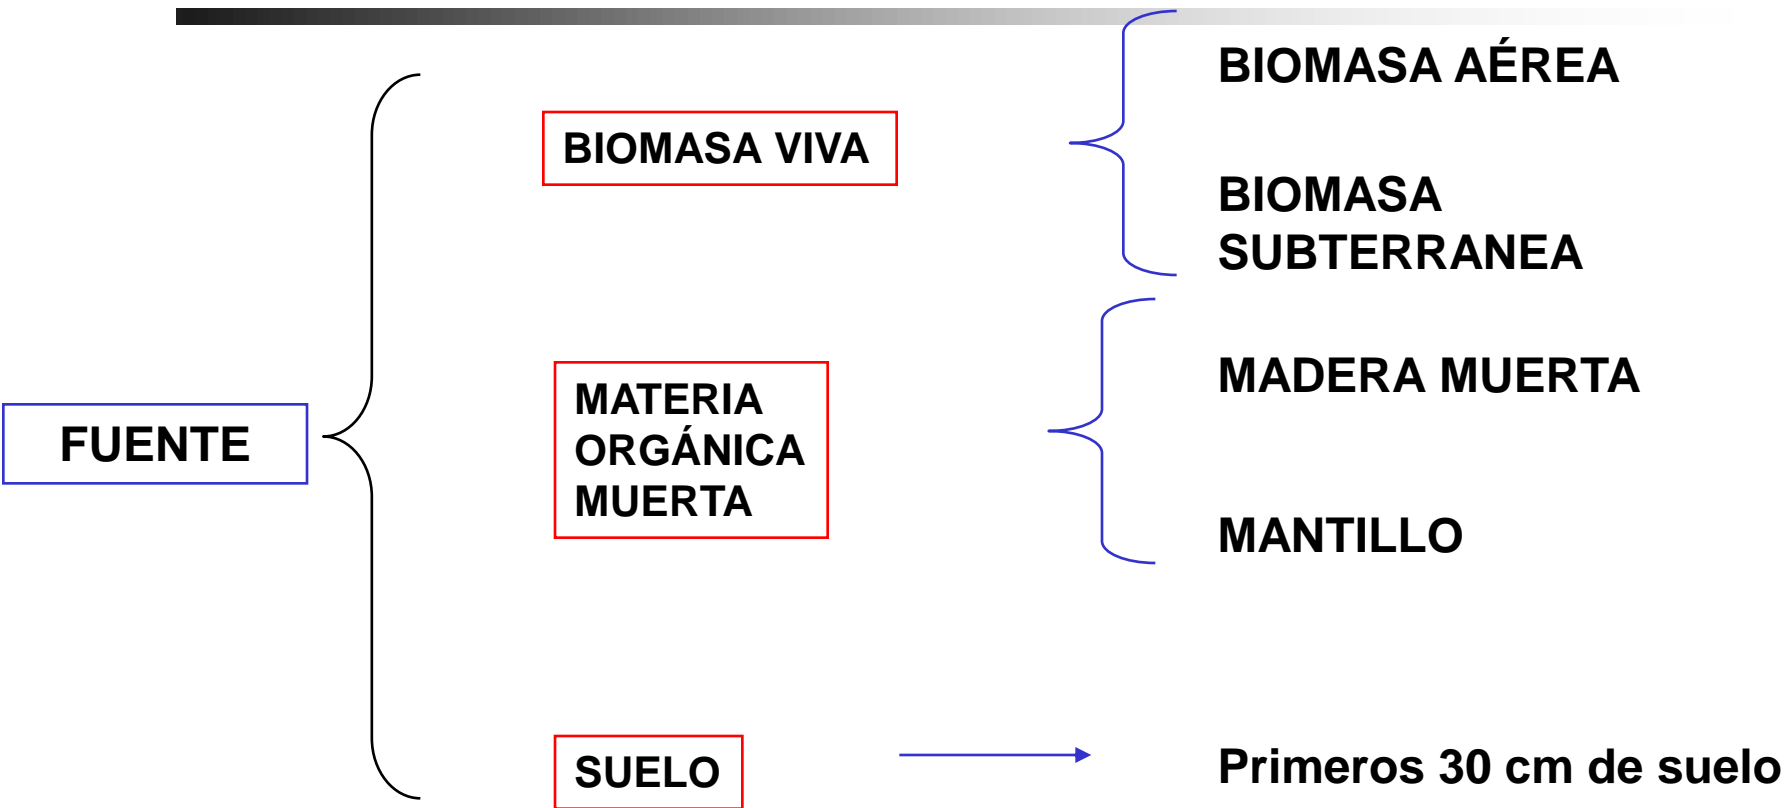 FUENTE
BIOMASA VIVA
BIOMASA AÉREA
BIOMASA
SUBTERRANEA
MATERIA
ORGÁNICA
MUERTA
MADERA MUERTA
MANTILLO
SUELO
Primeros 30 cm de suelo